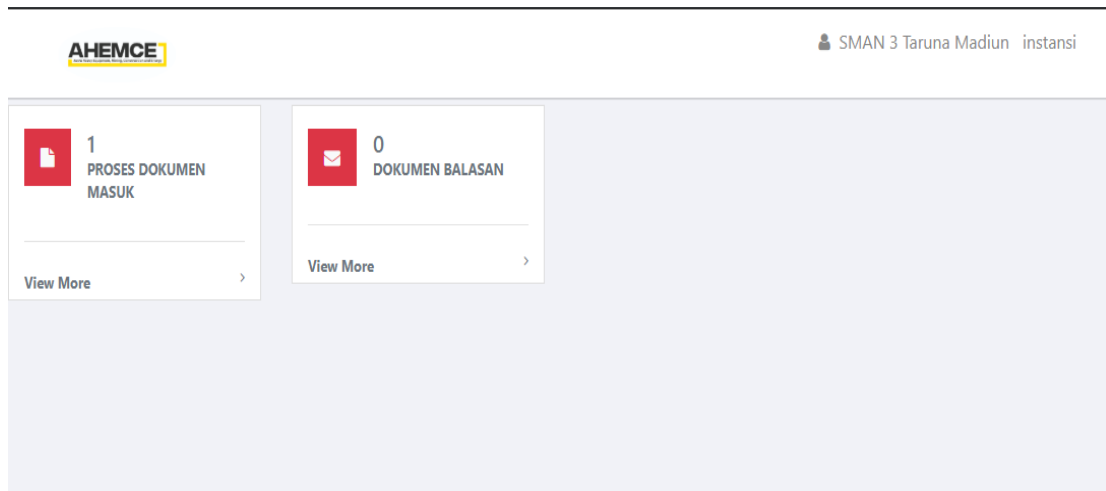 AHEMCE
SMAN 3 Taruna Madiun instansi
1
PROSES DOKUMEN
MASUK
View More
0
DOKUMEN BALASAN
View More